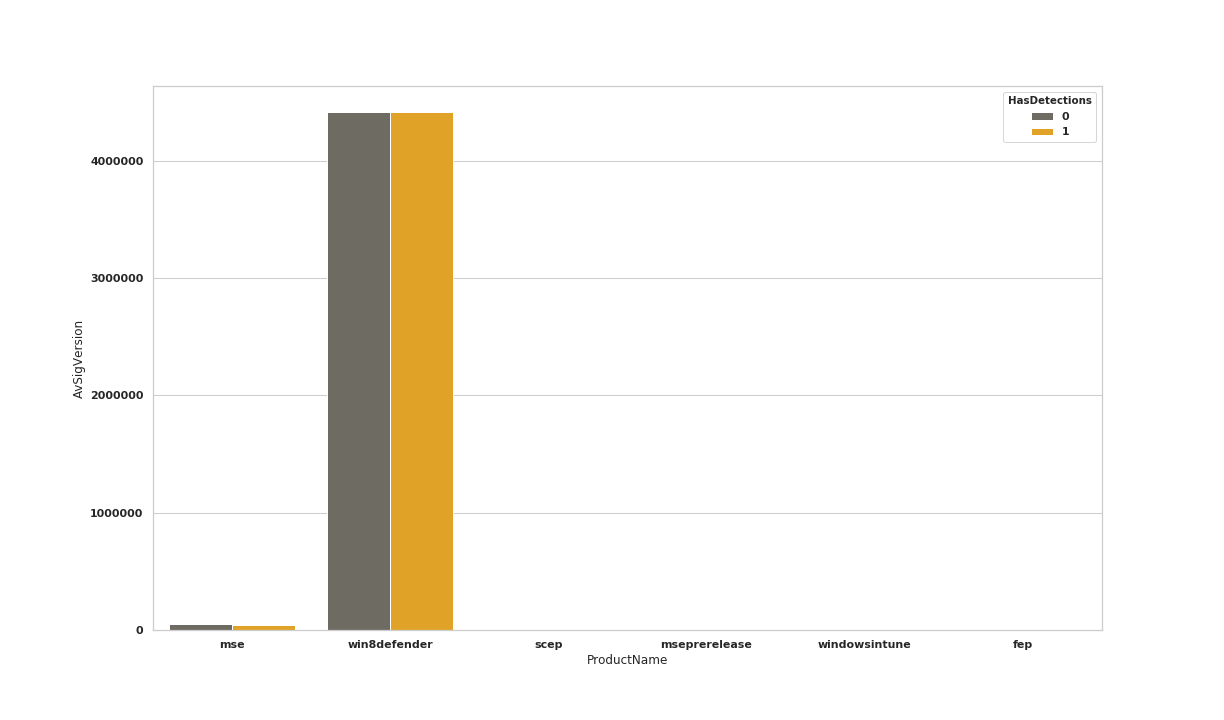 HasDetections
0
1
4000000
3000000
2000000
1000000
0
AvSigVersion
mse win8defender scep mseprerelease windowsintune fep
ProductName